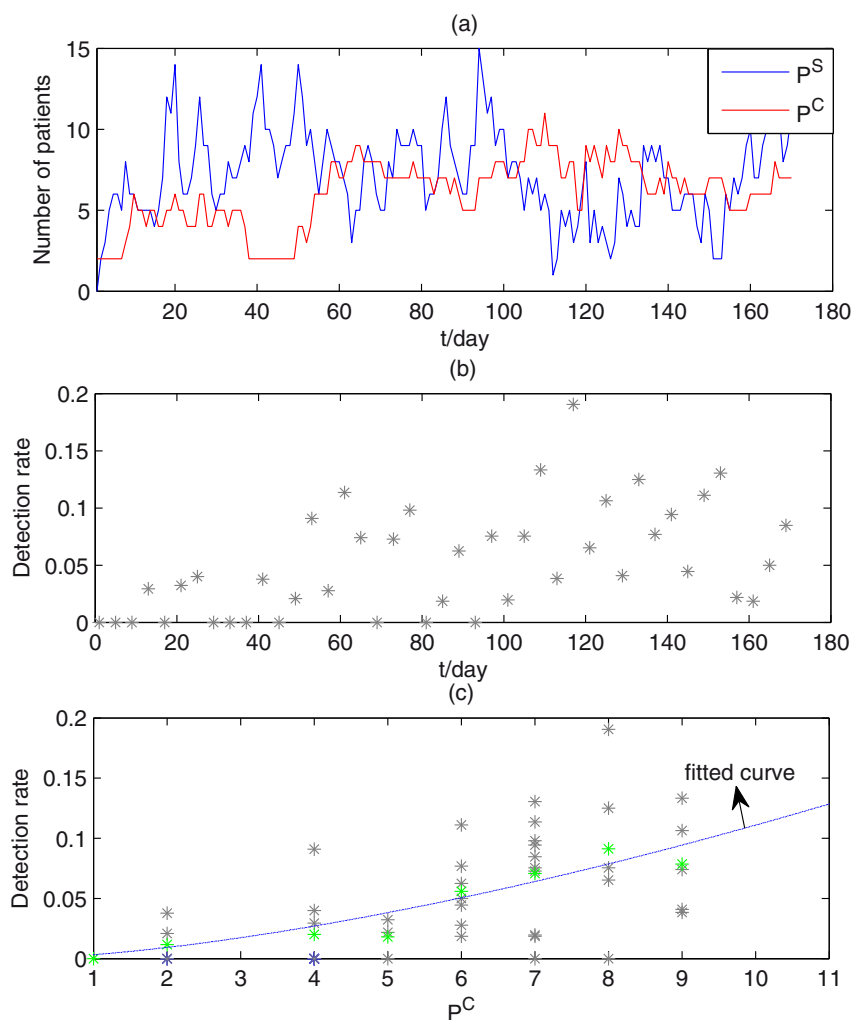 (a)
15
10
5
0
Number of patients
P^S
P^C
20 40 60 80 100 120 140 160 180
t/day
(b)
0.2
0.15
0.1
0.05
0
Detection rate
0 20 40 60 80 100 120 140 160 180
t/day
(c)
0.2
0.15
0.1
0.05
0
Detection rate
fitted curve
1 2 3 4 5 6 7 8 9 10 11
P^C